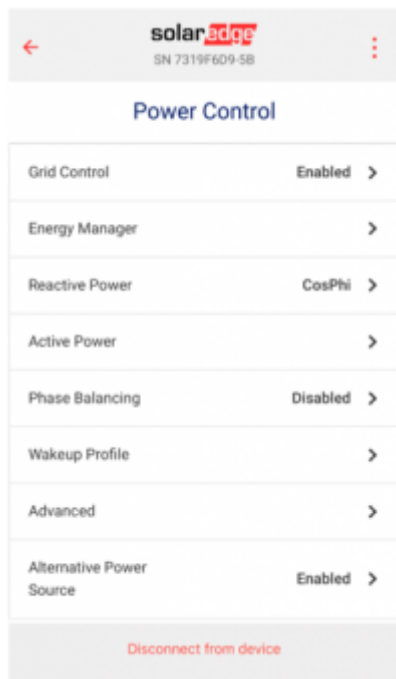 solaredge
SN 7319F6D9-5B
Power Control
Grid Control Enabled
Energy Manager
Reactive Power CosPhi
Active Power
Phase Balancing Disabled
Wakeup Profile
Advanced
Alternative Power
Source Enabled
Disconnect from device